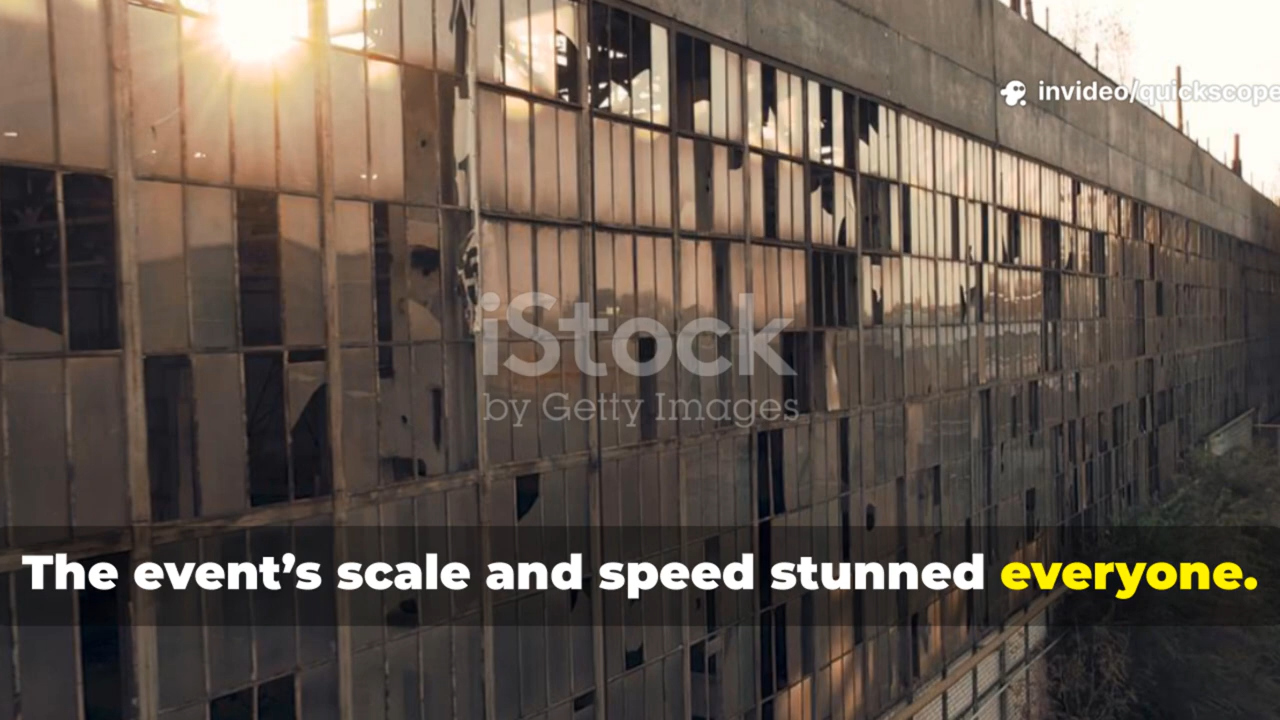 invideo/quickscope
iStock
by Getty Images
The event’s scale and speed stunned everyone.